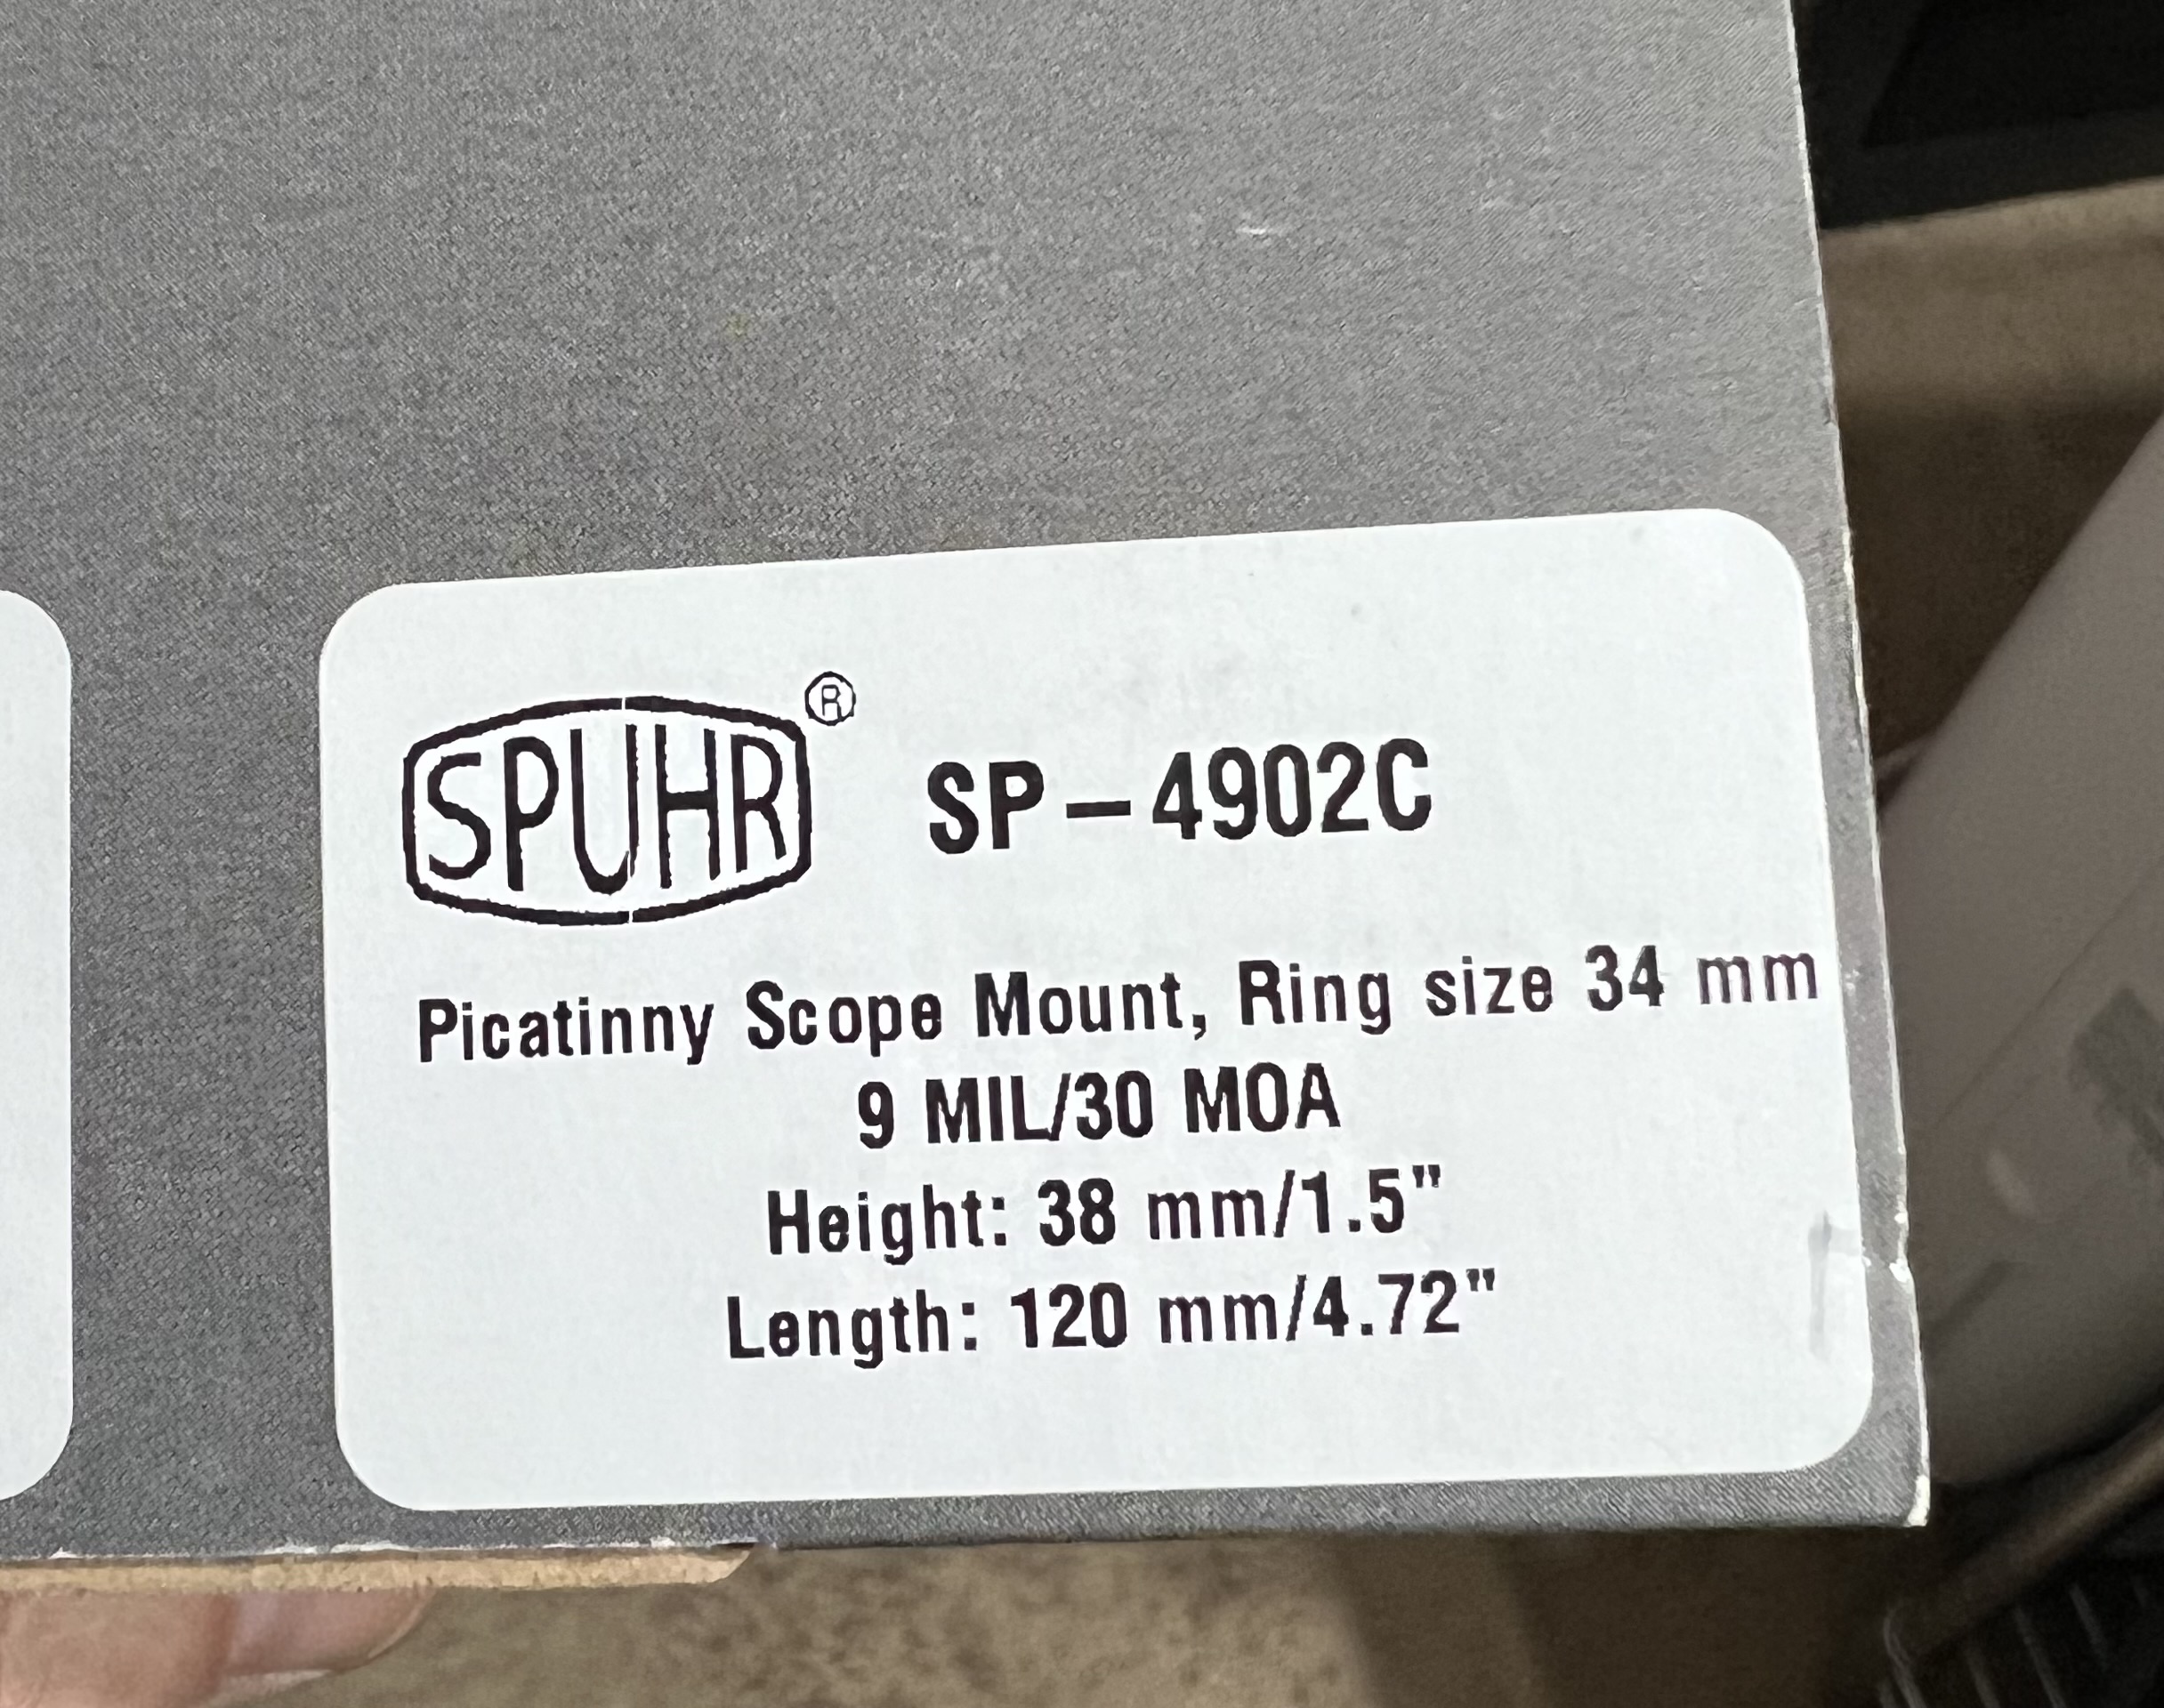 SPUHR® SP-4902C
Picatinny Scope Mount, Ring size 34 mm
9 MIL/30 MOA
Height: 38 mm/1.5"
Length: 120 mm/4.72"